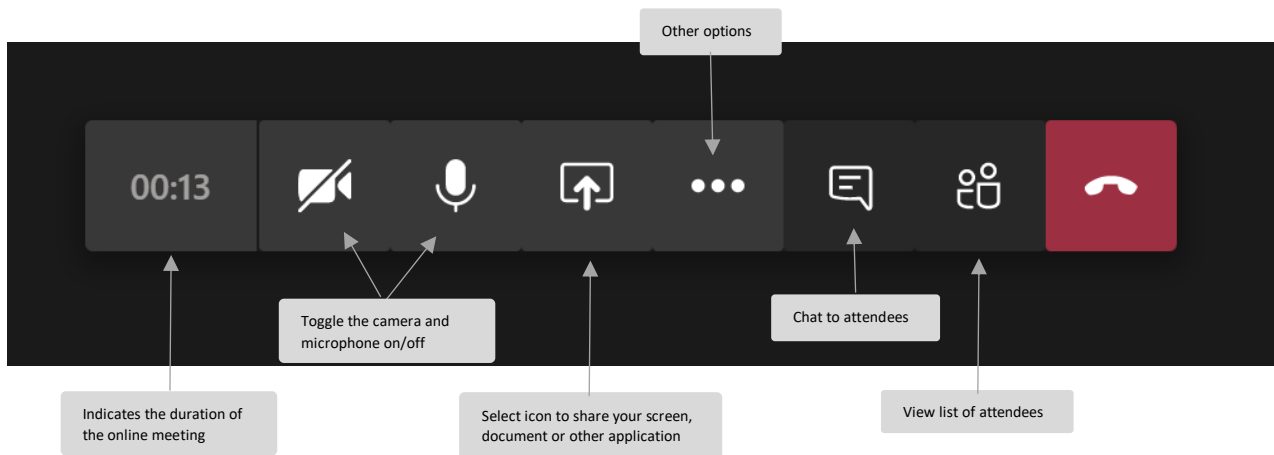 Other options
00:13
Toggle the camera and
microphone on/off
Chat to attendees
Indicates the duration of
the online meeting
Select icon to share your screen,
document or other application
View list of attendees